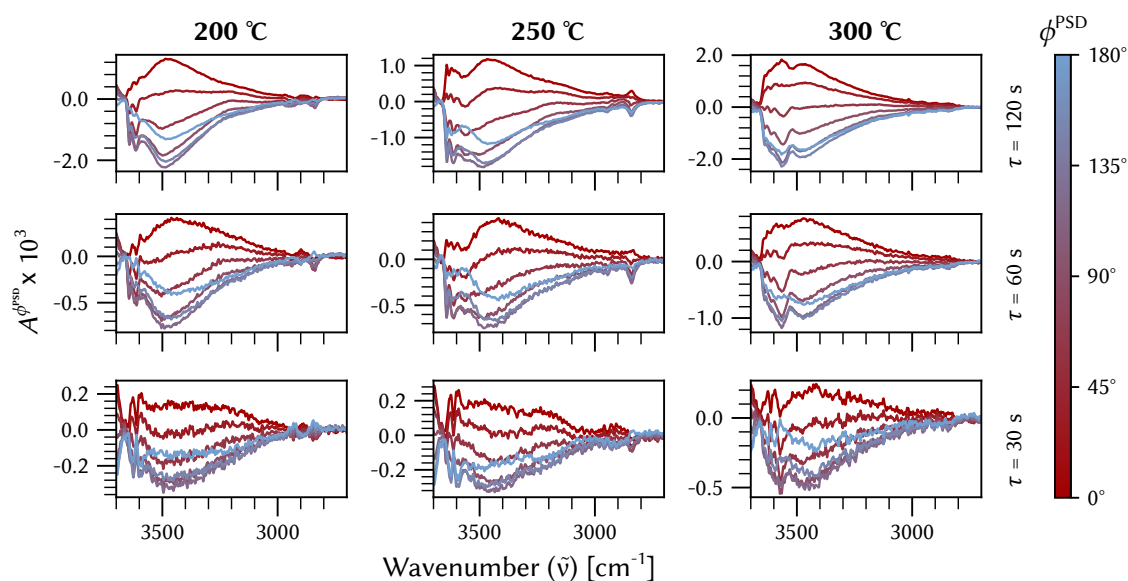 200 ℃ 250 ℃ 300 ℃ ϕ^PSD
0.0 -2.0
1.0 0.0 -1.0
2.0 0.0 -2.0
τ = 120 s
0.0 -0.5
0.0 -0.5
0.0 -1.0
τ = 60 s
0.2 0.0 -0.2
0.2 0.0 -0.2
0.0 -0.5
τ = 30 s
3500 3000 3500 3000 3500 3000
A_ϕ^PSD x 10^3
Wavenumber (ṽ) [cm^-1]
180°
135°
90°
45°
0°